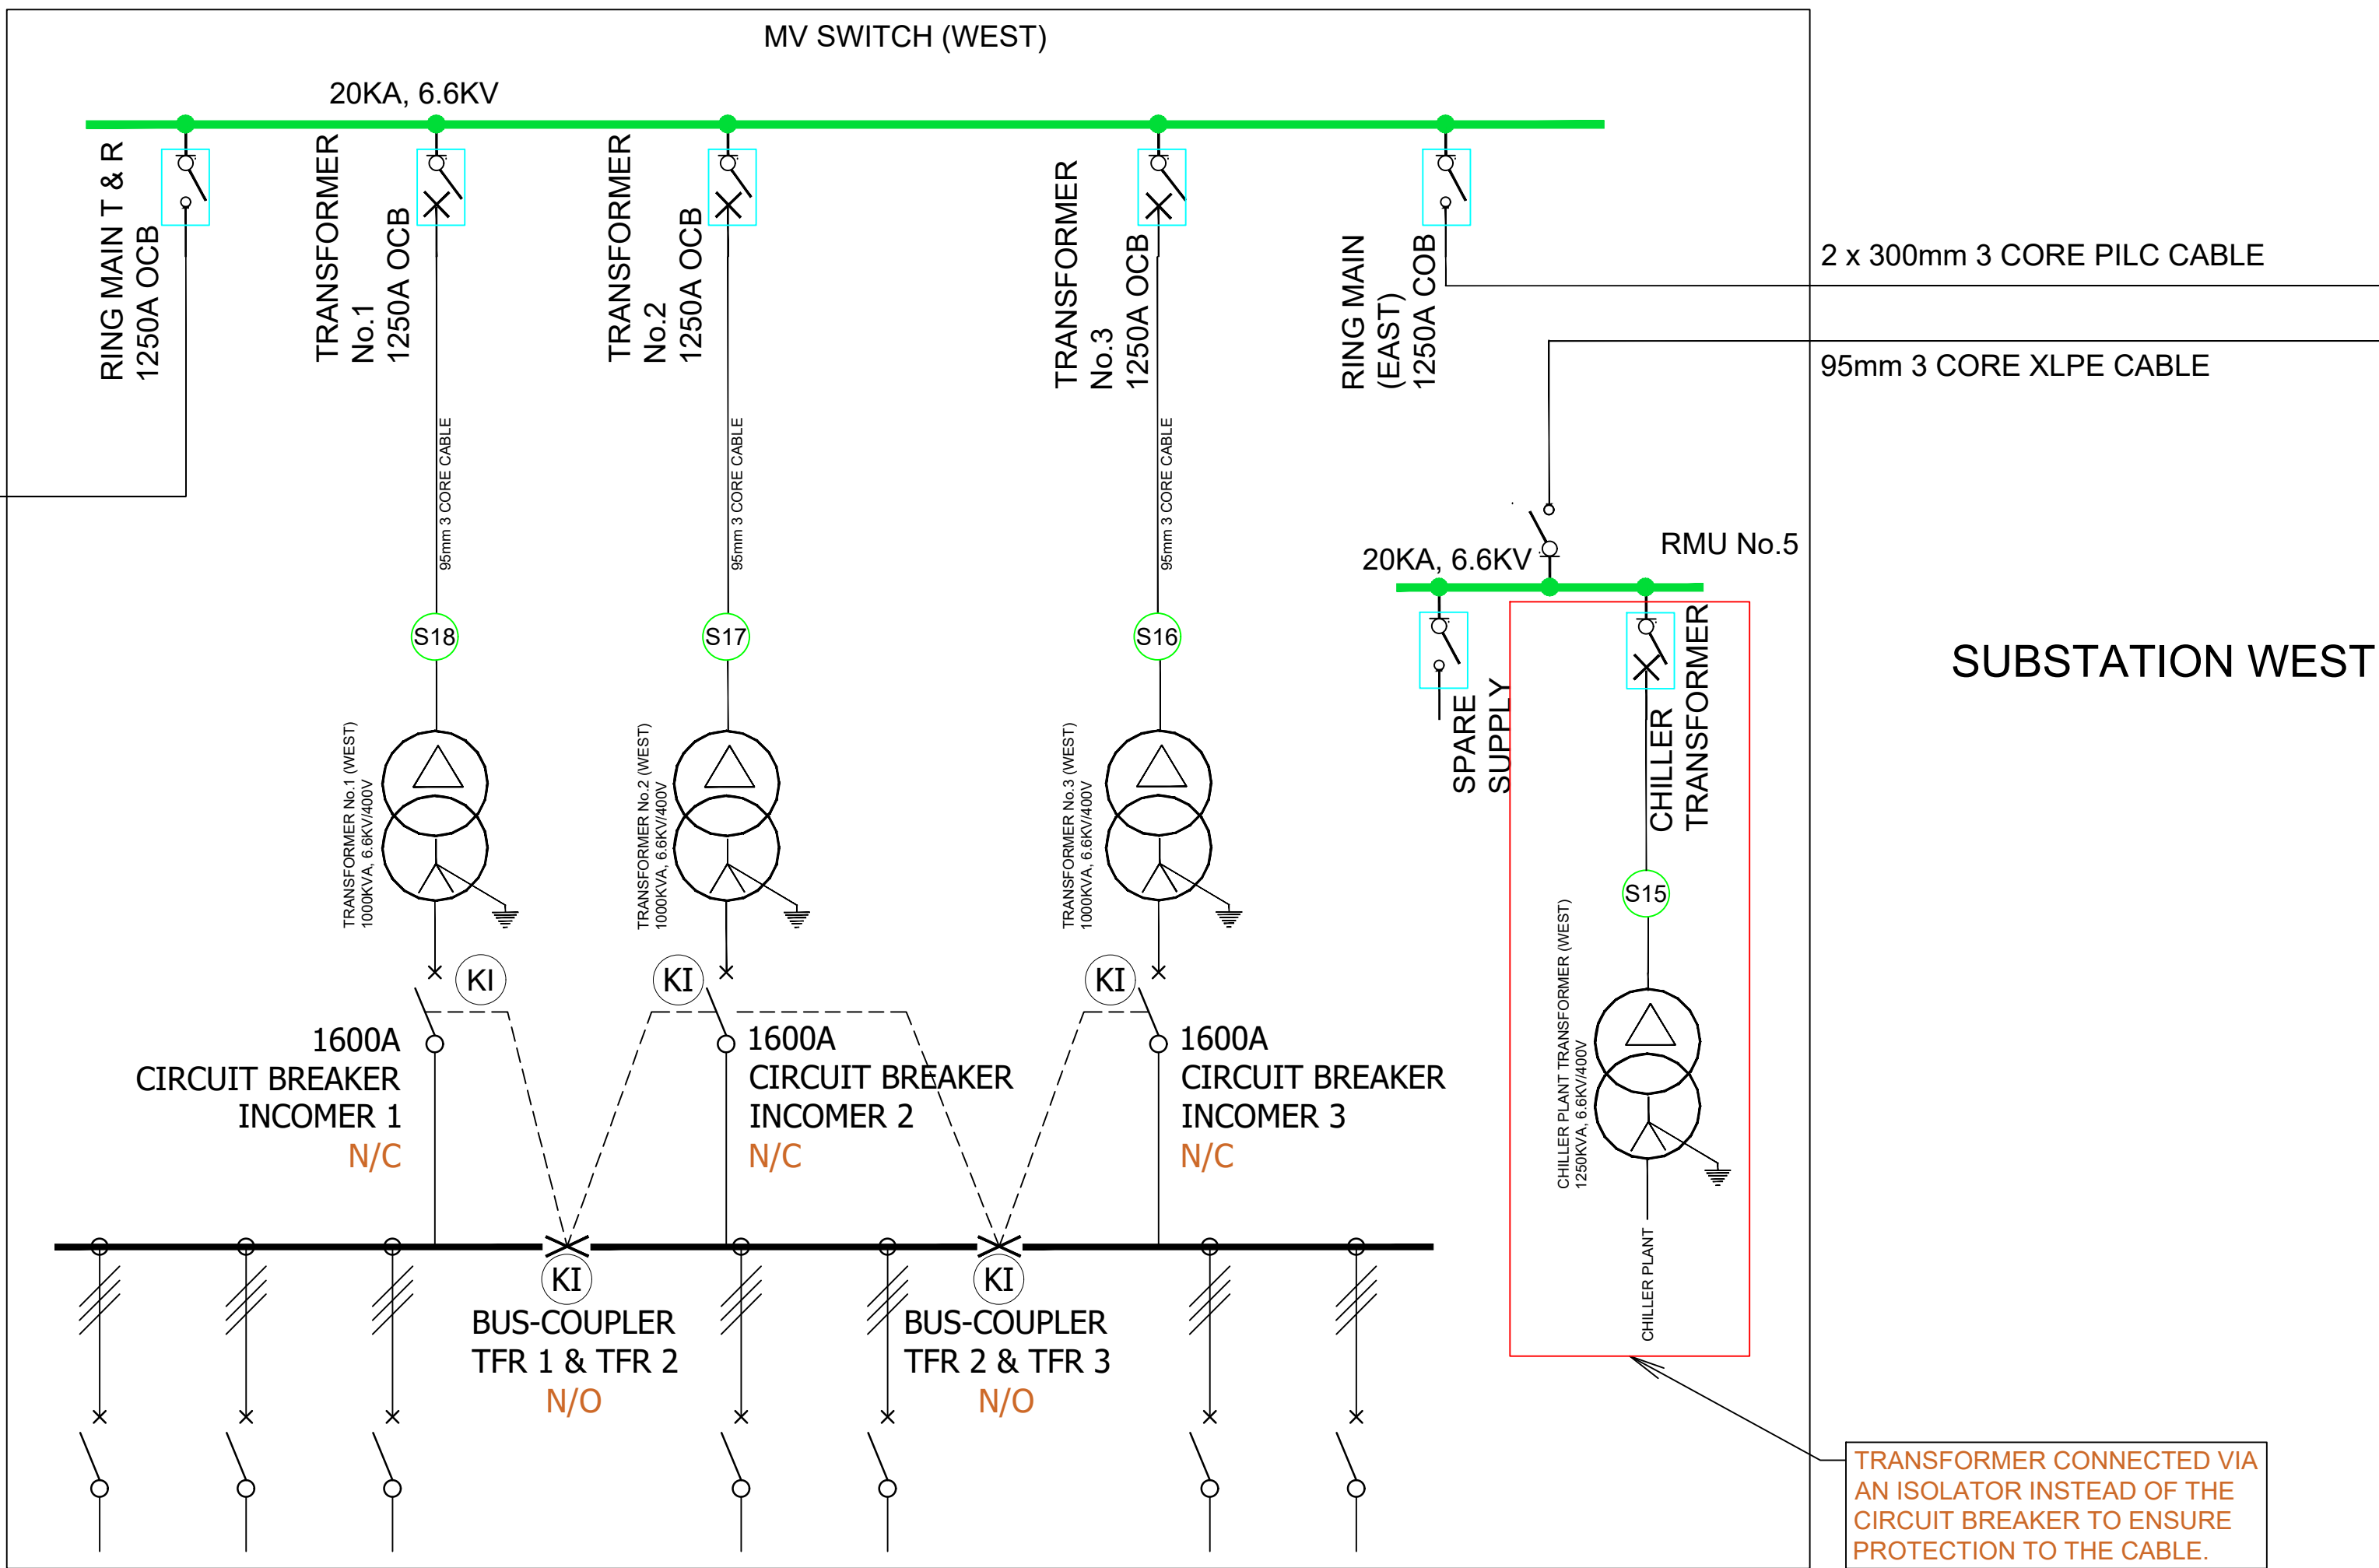 MV SWITCH (WEST)
20KA, 6.6KV
RING MAIN T & R
1250A OCB
TRANSFORMER
No.1
1250A OCB
TRANSFORMER
No.2
1250A OCB
TRANSFORMER
No.3
1250A OCB
RING MAIN
(EAST)
1250A COB
2 x 300mm 3 CORE PILC CABLE
95mm 3 CORE XLPE CABLE
95mm 3 CORE CABLE
95mm 3 CORE CABLE
95mm 3 CORE CABLE
20KA, 6.6KV
RMU No.5
S18
S17
S16
SPARE
SUPPLY
CHILLER
TRANSFORMER
SUBSTATION WEST
TRANSFORMER No.1 (WEST)
1000KVA, 6.6KV/400V
TRANSFORMER No.2 (WEST)
1000KVA, 6.6KV/400V
TRANSFORMER No.3 (WEST)
1000KVA, 6.6KV/400V
S15
CHILLER PLANT TRANSFORMER (WEST)
1250KVA, 6.6KV/400V
KI
KI
KI
1600A
CIRCUIT BREAKER
INCOMER 1
N/C
1600A
CIRCUIT BREAKER
INCOMER 2
N/C
1600A
CIRCUIT BREAKER
INCOMER 3
N/C
CHILLER PLANT
KI
BUS-COUPLER
TFR 1 & TFR 2
N/O
KI
BUS-COUPLER
TFR 2 & TFR 3
N/O
TRANSFORMER CONNECTED VIA
AN ISOLATOR INSTEAD OF THE
CIRCUIT BREAKER TO ENSURE
PROTECTION TO THE CABLE.